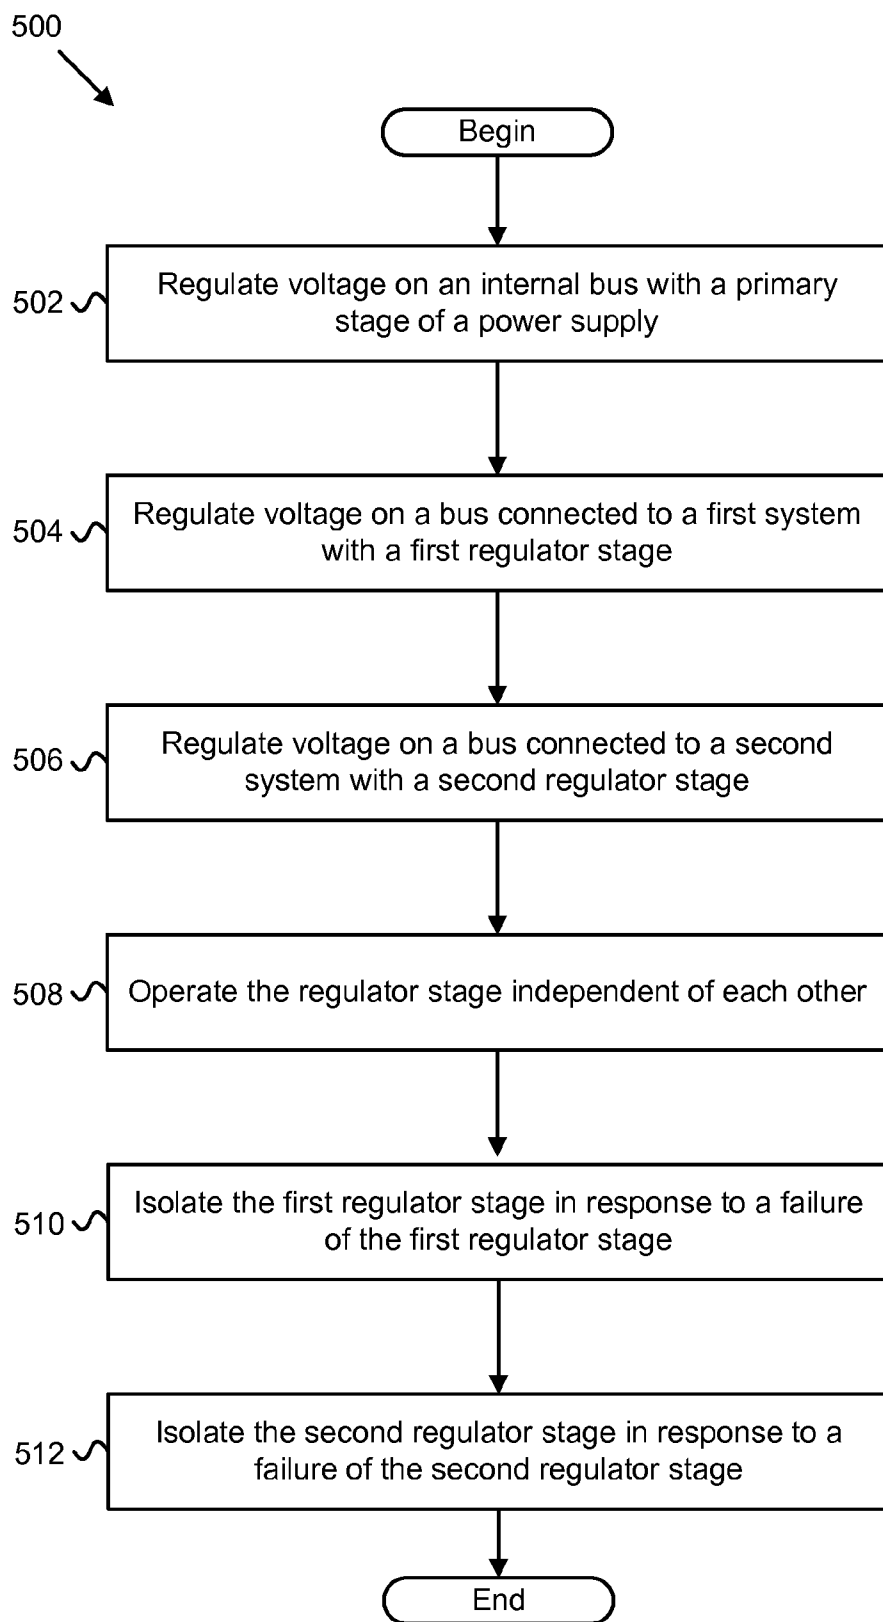 500
Begin
502
Regulate voltage on an internal bus with a primary
stage of a power supply
504
Regulate voltage on a bus connected to a first system
with a first regulator stage
506
Regulate voltage on a bus connected to a second
system with a second regulator stage
508
Operate the regulator stage independent of each other
510
Isolate the first regulator stage in response to a failure
of the first regulator stage
512
Isolate the second regulator stage in response to a
failure of the second regulator stage
End